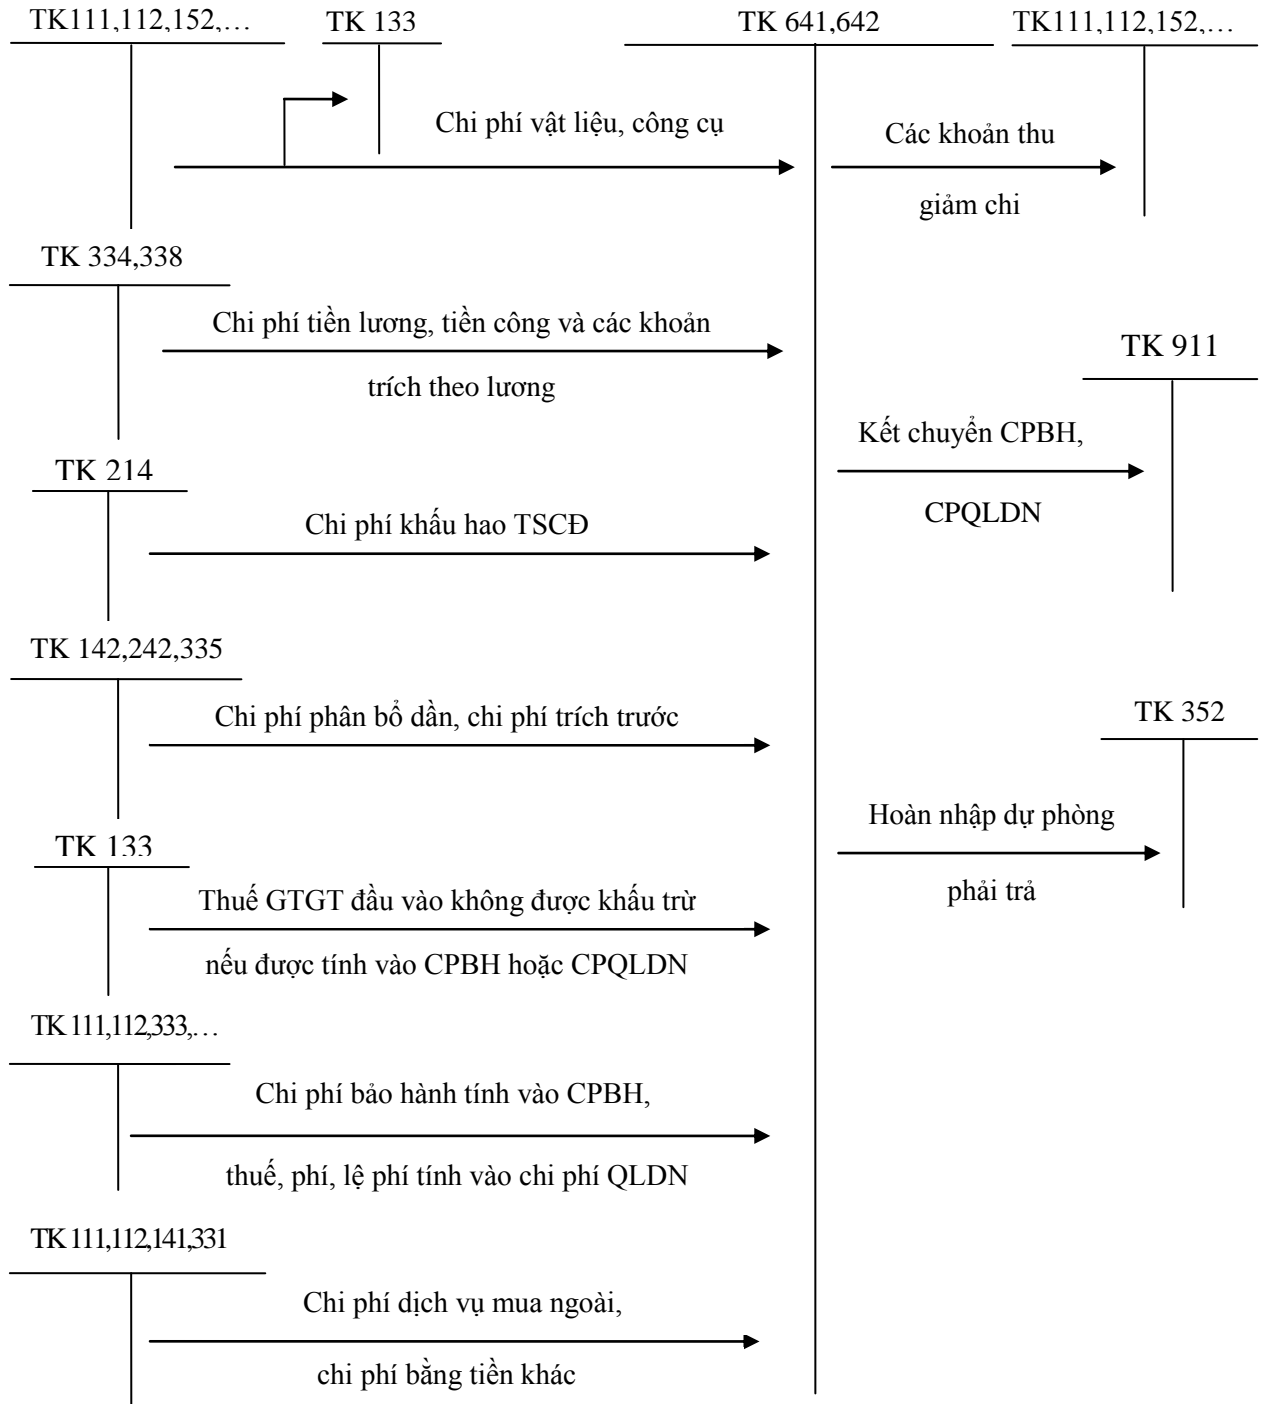 TK111,112,152,…
TK 133
TK 641,642
TK111,112,152,…
Chi phí vật liệu, công cụ
Các khoản thu
giảm chi
TK 334,338
Chi phí tiền lương, tiền công và các khoản
trích theo lương
TK 911
Kết chuyển CPBH,
CPQLDN
TK 214
Chi phí khấu hao TSCĐ
TK 142,242,335
Chi phí phân bổ dần, chi phí trích trước
TK 352
Hoàn nhập dự phòng
phải trả
TK 133
Thuế GTGT đầu vào không được khấu trừ
nếu được tính vào CPBH hoặc CPQLDN
TK 111,112,333,…
Chi phí bảo hành tính vào CPBH,
thuế, phí, lệ phí tính vào chi phí QLDN
TK 111,112,141,331
Chi phí dịch vụ mua ngoài,
chi phí bằng tiền khác